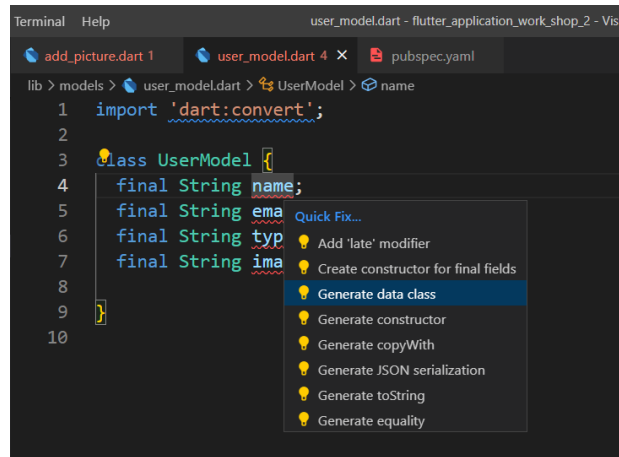 Terminal Help user_model.dart - flutter_application_work_shop_2 - Vis
add_picture.dart 1 user_model.dart 4 pubspec.yaml
lib > models > user_model.dart > UserModel > name
1 import 'dart:convert';
2
3 class UserModel {
4 final String name;
5 final String ema
6 final String typ
7 final String ima
8
9 }
10
Quick Fix...
Add 'late' modifier
Create constructor for final fields
Generate data class
Generate constructor
Generate copyWith
Generate JSON serialization
Generate toString
Generate equality